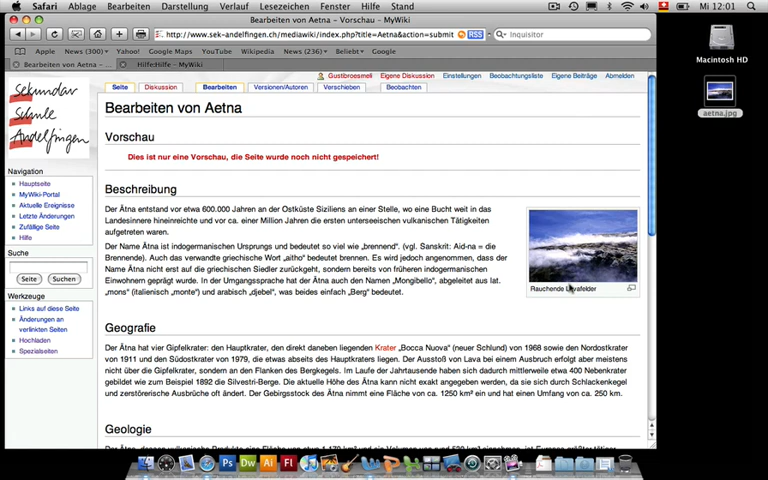 Safari Ablage Bearbeiten Darstellung Verlauf Lesezeichen Fenster Hilfe Stand Mi 12:01
Bearbeiten von Aetna – Vorschau – MyWiki
http://www.sek-andelfingen.ch/mediawiki/index.php?title=Aetna&action=submit RSS Inquisitor
Apple News (300) Yahoo! Google Maps YouTube Wikipedia News (236) Beliebt Google
Bearbeiten von Aetna – ... Hilfe:Hilfe – MyWiki
Macintosh HD
aetna.jpg
Sekundar
Schule
Andelfingen
Gustibrossmeli Eigene Diskussion Einstellungen Beobachtungsliste Eigene Beiträge Abmelden
Seite Diskussion Bearbeiten Versionen/Autoren Verschieben Beobachten
Bearbeiten von Aetna
Vorschau
Dies ist nur eine Vorschau, die Seite wurde noch nicht gespeichert!
Navigation
Hauptseite
MyWiki-Portal
Aktuelle Ereignisse
Letzte Änderungen
Zufällige Seite
Hilfe
Suche
Seite Suchen
Werkzeuge
Links auf diese Seite
Änderungen an
verlinkten Seiten
Hochladen
Spezialseiten
Beschreibung
Der Ätna entstand vor etwa 600.000 Jahren an der Ostküste Siziliens an einer Stelle, wo eine Bucht weit in das
Landesinnere hineinreichte und vor ca. einer Million Jahren die ersten unterseeischen vulkanischen Tätigkeiten
aufgetreten waren.
Der Name Ätna ist indogermanischen Ursprungs und bedeutet so viel wie „brennend“. (vgl. Sanskrit: Aid-na = die
Brennende). Auch das verwandte griechische Wort „aitho“ bedeutet brennen. Es wird jedoch angenommen, dass der
Name Ätna nicht erst auf die griechischen Siedler zurückgeht, sondern bereits von früheren indogermanischen
Einwohnern geprägt wurde. In der Umgangssprache hat der Ätna auch den Namen „Mongibello“, abgeleitet aus lat.
„mons“ (italienisch „monte“) und arabisch „djebel“, was beides einfach „Berg“ bedeutet.
Rauchende Lavafelder
Geografie
Der Ätna hat vier Gipfelkrater: den Hauptkrater, den direkt daneben liegenden Krater „Bocca Nuova“ (neuer Schlund) von 1968 sowie den Nordostkrater
von 1911 und den Südostkrater von 1979, die etwas abseits des Hauptkraters liegen. Der Ausstoß von Lava bei einem Ausbruch erfolgt aber meistens
nicht über die Gipfelkrater, sondern an den Flanken des Bergkegels. Im Laufe der Jahrtausende haben sich dadurch mittlerweile etwa 400 Nebenkrater
gebildet wie zum Beispiel 1892 die Silvestri-Berge. Die aktuelle Höhe des Ätna kann nicht exakt angegeben werden, da sie sich durch Schlackenkegel
und zerstörerische Ausbrüche oft ändert. Der Gebirgsstock des Ätna nimmt eine Fläche von ca. 1250 km² ein und hat einen Umfang von ca. 250 km.
Geologie